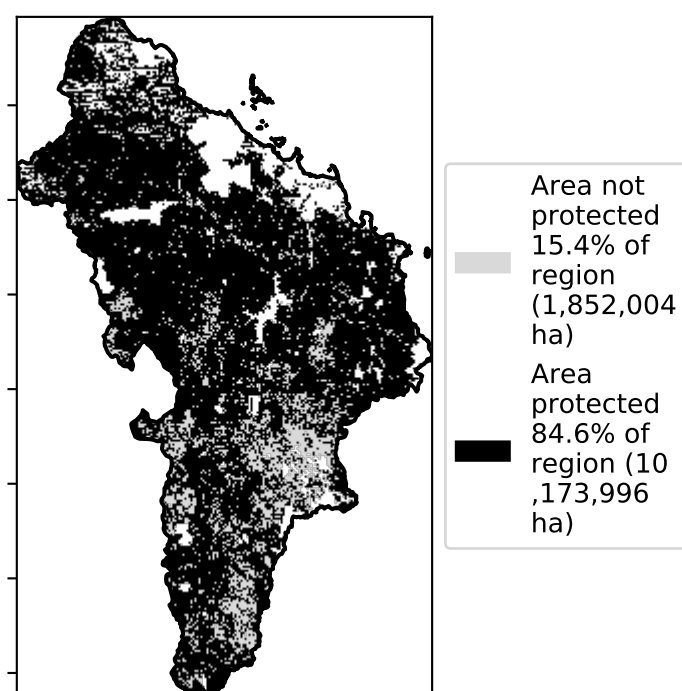 Area not
protected
15.4% of
region
(1,852,004
ha)
Area
protected
84.6% of
region (10
,173,996
ha)